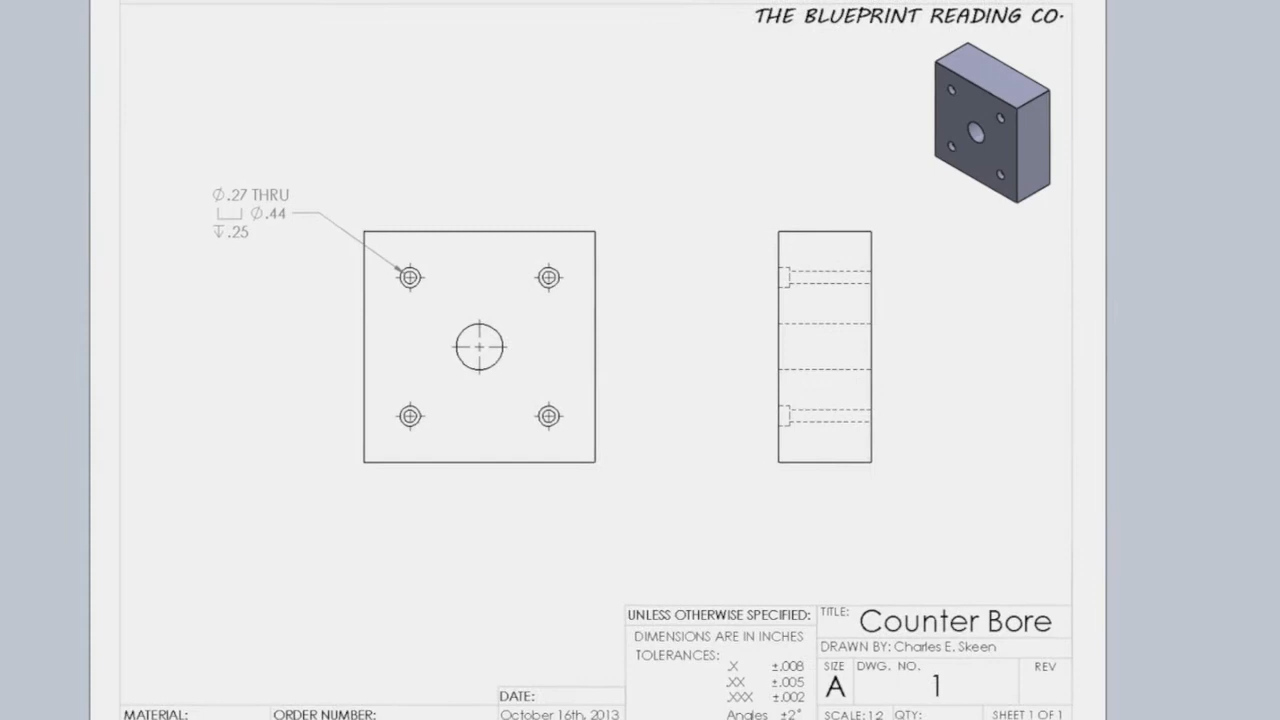 THE BLUEPRINT READING CO.
∅.27 THRU
⌴ ∅.44
↧.25
UNLESS OTHERWISE SPECIFIED:
DIMENSIONS ARE IN INCHES
TOLERANCES:
.X ±.008
.XX ±.005
.XXX ±.002
Angles ±2°
TITLE: Counter Bore
DRAWN BY: Charles E. Skeen
SIZE DWG. NO. REV
A 1
SCALE:1:2 QTY: SHEET 1 OF 1
DATE:
October 16th, 2013
MATERIAL: ORDER NUMBER: